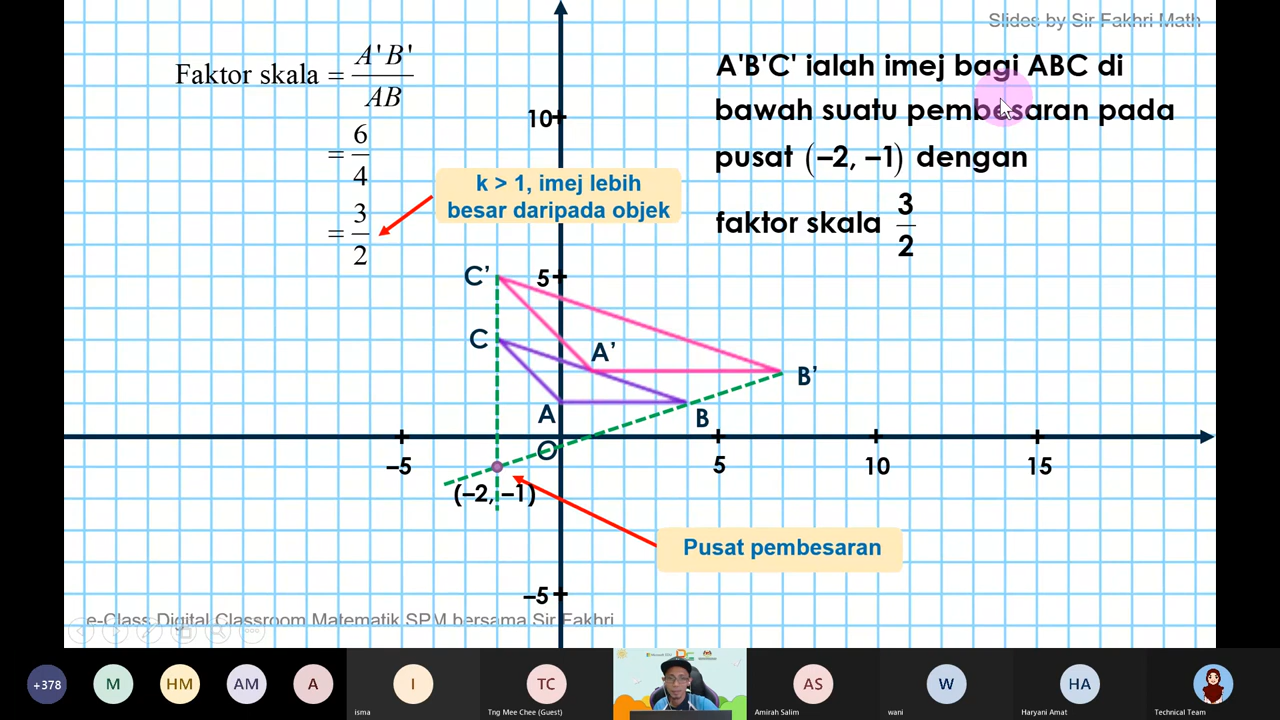 Slides by Sir Fakhri Math
Faktor skala = A'B' / AB
= 6 / 4
= 3 / 2
k > 1, imej lebih
besar daripada objek
A'B'C' ialah imej bagi ABC di
bawah suatu pembesaran pada
pusat (–2, –1) dengan
faktor skala 3 / 2
10
5
–5
–5
5
10
15
O
C'
C
A'
B'
A
B
(–2, –1)
Pusat pembesaran
e-Class Digital Classroom Matematik SPM bersama Sir Fakhri
+378
M
HM
AM
A
I
isma
TC
Tng Mee Chee (Guest)
AS
Amirah Salim
W
wani
HA
Haryani Amat
Technical Team